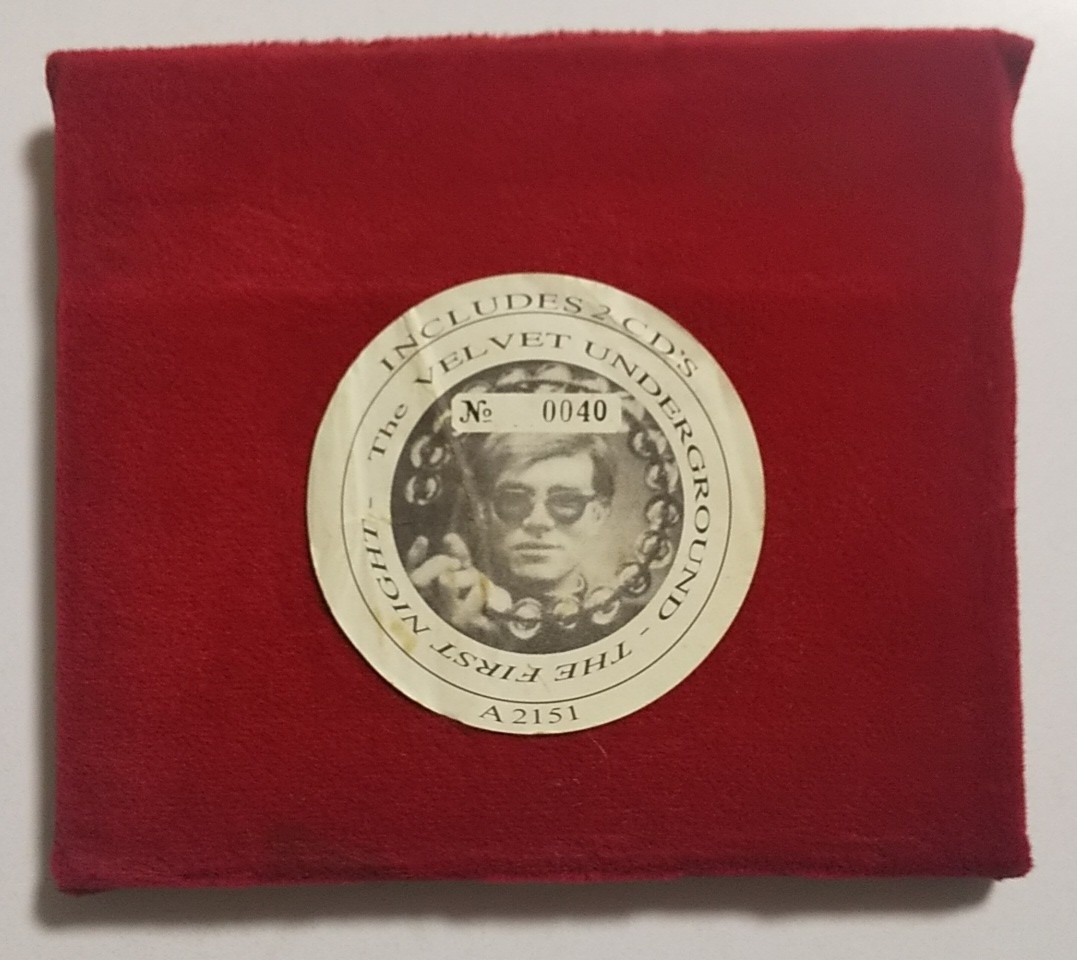 INCLUDES 2 CD'S
The VELVET UNDERGROUND - THE FIRST NIGHT -
№ 0040
A 2151